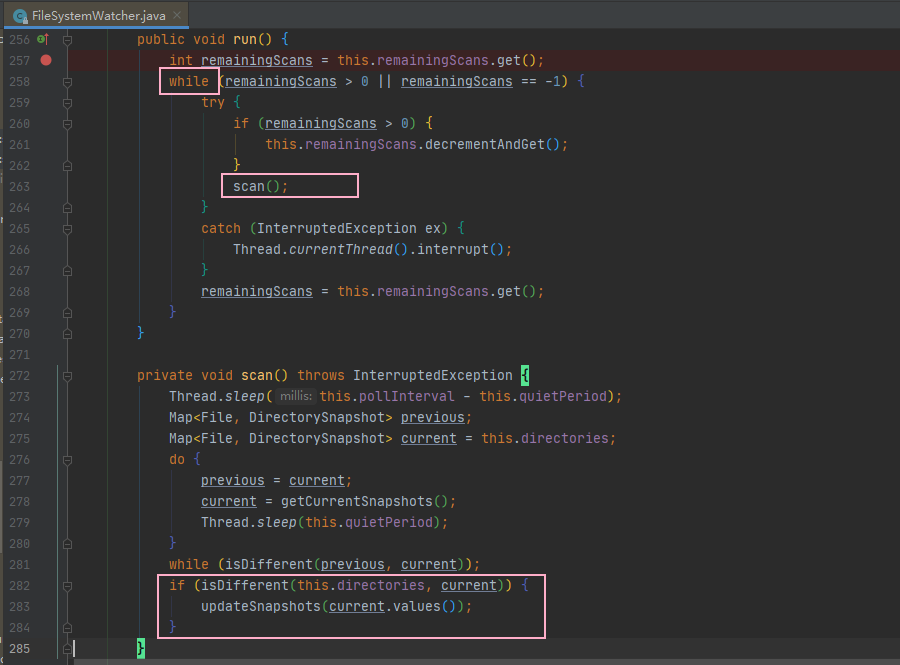 FileSystemWatcher.java
256 public void run() {
257 int remainingScans = this.remainingScans.get();
258 while (remainingScans > 0 || remainingScans == -1) {
259 try {
260 if (remainingScans > 0) {
261 this.remainingScans.decrementAndGet();
262 }
263 scan();
264 }
265 catch (InterruptedException ex) {
266 Thread.currentThread().interrupt();
267 }
268 remainingScans = this.remainingScans.get();
269 }
270 }
271
272 private void scan() throws InterruptedException {
273 Thread.sleep( millis: this.pollInterval - this.quietPeriod);
274 Map<File, DirectorySnapshot> previous;
275 Map<File, DirectorySnapshot> current = this.directories;
276 do {
277 previous = current;
278 current = getCurrentSnapshots();
279 Thread.sleep(this.quietPeriod);
280 }
281 while (isDifferent(previous, current));
282 if (isDifferent(this.directories, current)) {
283 updateSnapshots(current.values());
284 }
285 }